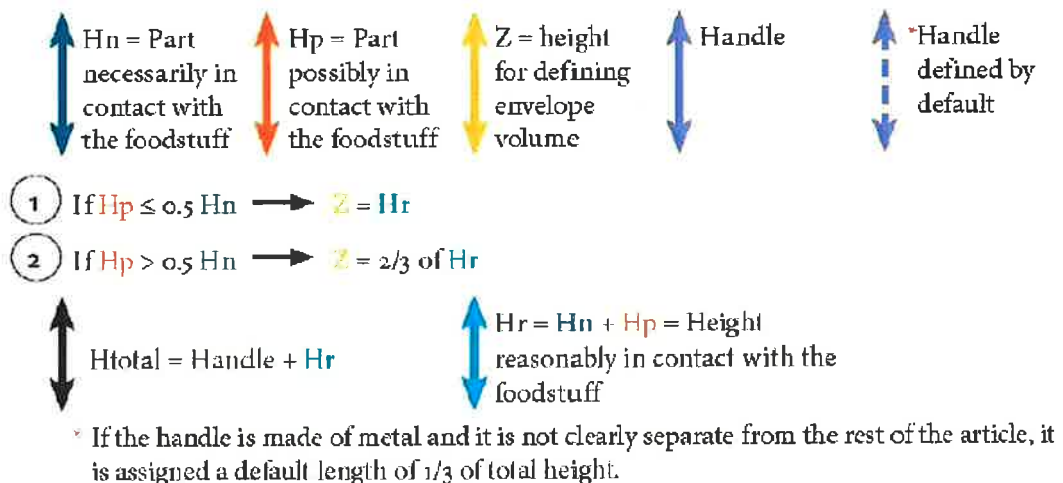 Hn = Part
necessarily in
contact with
the foodstuff
Hp = Part
possibly in
contact with
the foodstuff
Z = height
for defining
envelope
volume
Handle
*Handle
defined by
default
1 If Hp ≤ 0.5 Hn → Z = Hr
2 If Hp > 0.5 Hn → Z = 2/3 of Hr
Htotal = Handle + Hr
Hr = Hn + Hp = Height
reasonably in contact with the
foodstuff
* If the handle is made of metal and it is not clearly separate from the rest of the article, it
is assigned a default length of 1/3 of total height.